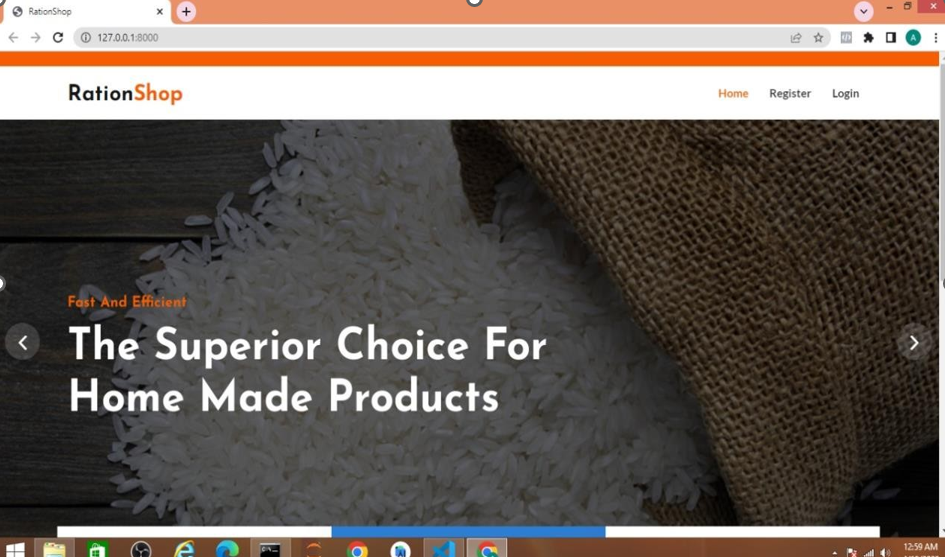 RationShop
127.0.0.1:8000
A
RationShop
Home Register Login
Fast And Efficient
The Superior Choice For
Home Made Products
12:59 AM